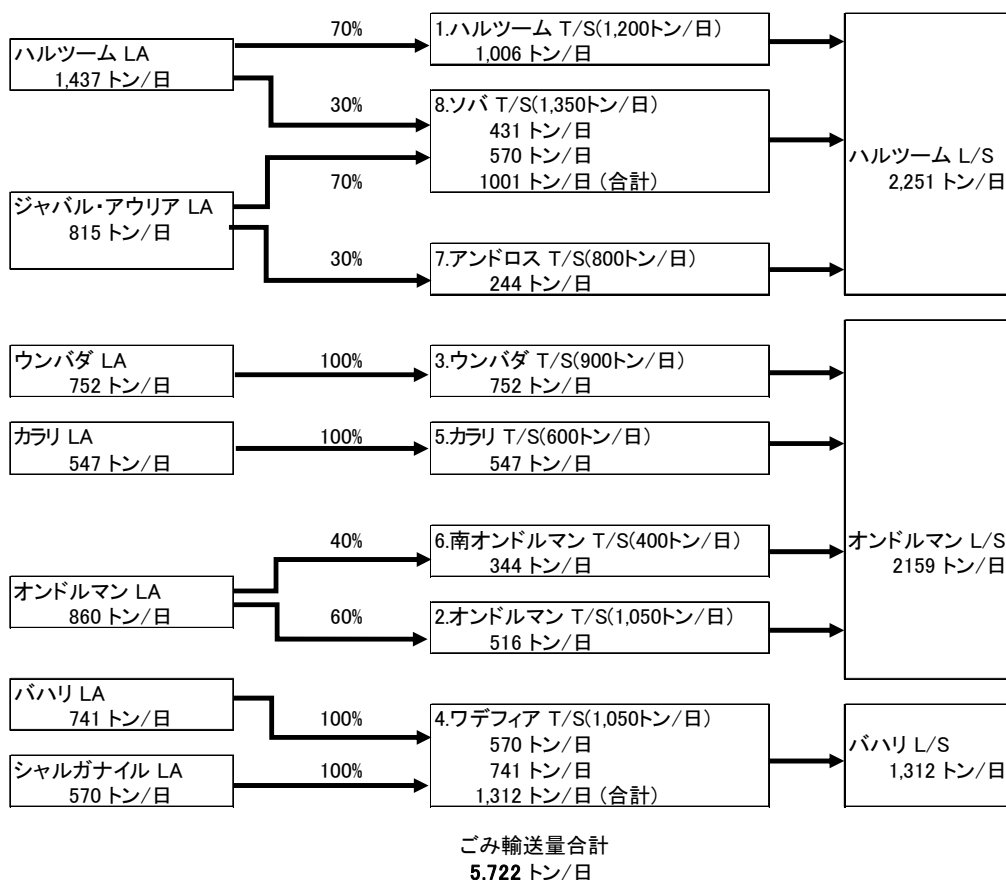 ハルツーム LA
1,437 トン/日
70%
1.ハルツーム T/S(1,200トン/日)
1,006 トン/日
30%
8.ソバ T/S(1,350トン/日)
431 トン/日
570 トン/日
1001 トン/日 (合計)
ハルツーム L/S
2,251 トン/日
70%
ジャバル・アウリア LA
815 トン/日
30%
7.アンドロス T/S(800トン/日)
244 トン/日
ウンバダ LA
752 トン/日
100%
3.ウンバダ T/S(900トン/日)
752 トン/日
カラリ LA
547 トン/日
100%
5.カラリ T/S(600トン/日)
547 トン/日
オンドルマン L/S
2159 トン/日
40%
6.南オンドルマン T/S(400トン/日)
344 トン/日
オンドルマン LA
860 トン/日
60%
2.オンドルマン T/S(1,050トン/日)
516 トン/日
バハリ LA
741 トン/日
100%
4.ワデフィア T/S(1,050トン/日)
570 トン/日
741 トン/日
1,312 トン/日 (合計)
バハリ L/S
1,312 トン/日
シャルガナイル LA
570 トン/日
100%
ごみ輸送量合計
5,722 トン/日